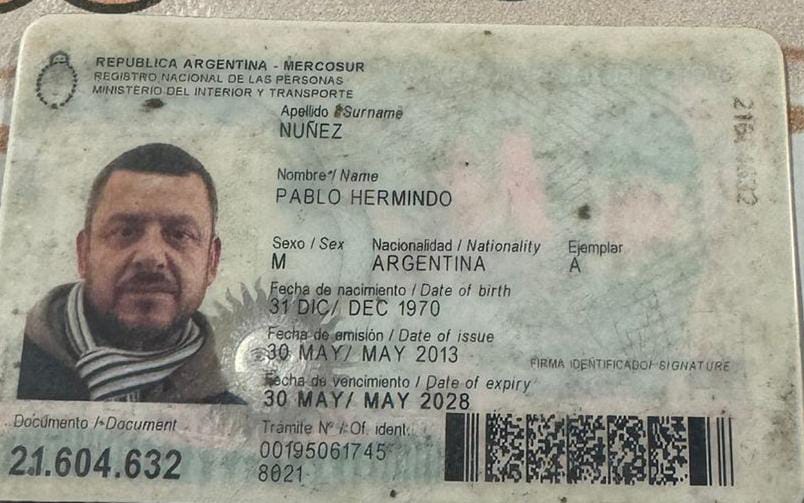 REPUBLICA ARGENTINA - MERCOSUR
REGISTRO NACIONAL DE LAS PERSONAS
MINISTERIO DEL INTERIOR Y TRANSPORTE
Apellido / Surname
NUÑEZ
Nombre / Name
PABLO HERMINDO
Sexo / Sex Nacionalidad / Nationality Ejemplar
M ARGENTINA A
Fecha de nacimiento / Date of birth
31 DIC/ DEC 1970
Fecha de emisión / Date of issue
30 MAY/ MAY 2013
FIRMA IDENTIFICADO/ SIGNATURE
Fecha de vencimiento / Date of expiry
30 MAY/ MAY 2028
Documento / Document
21.604.632
Trámite Nº / Of. ident.
00195061745
8021